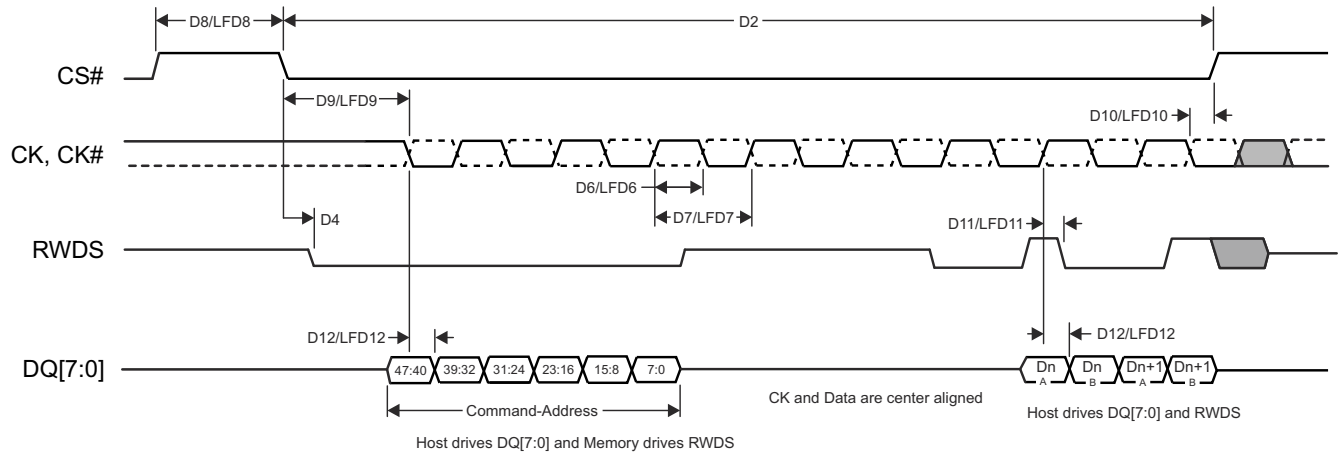 D8/LFD8
D2
CS#
D9/LFD9
D10/LFD10
CK, CK#
D6/LFD6
D4
D7/LFD7
D11/LFD11
RWDS
D12/LFD12
D12/LFD12
DQ[7:0]
47:40 39:32 31:24 23:16 15:8 7:0
Dn Dn Dn+1 Dn+1
A B A B
Command-Address
CK and Data are center aligned
Host drives DQ[7:0] and RWDS
Host drives DQ[7:0] and Memory drives RWDS